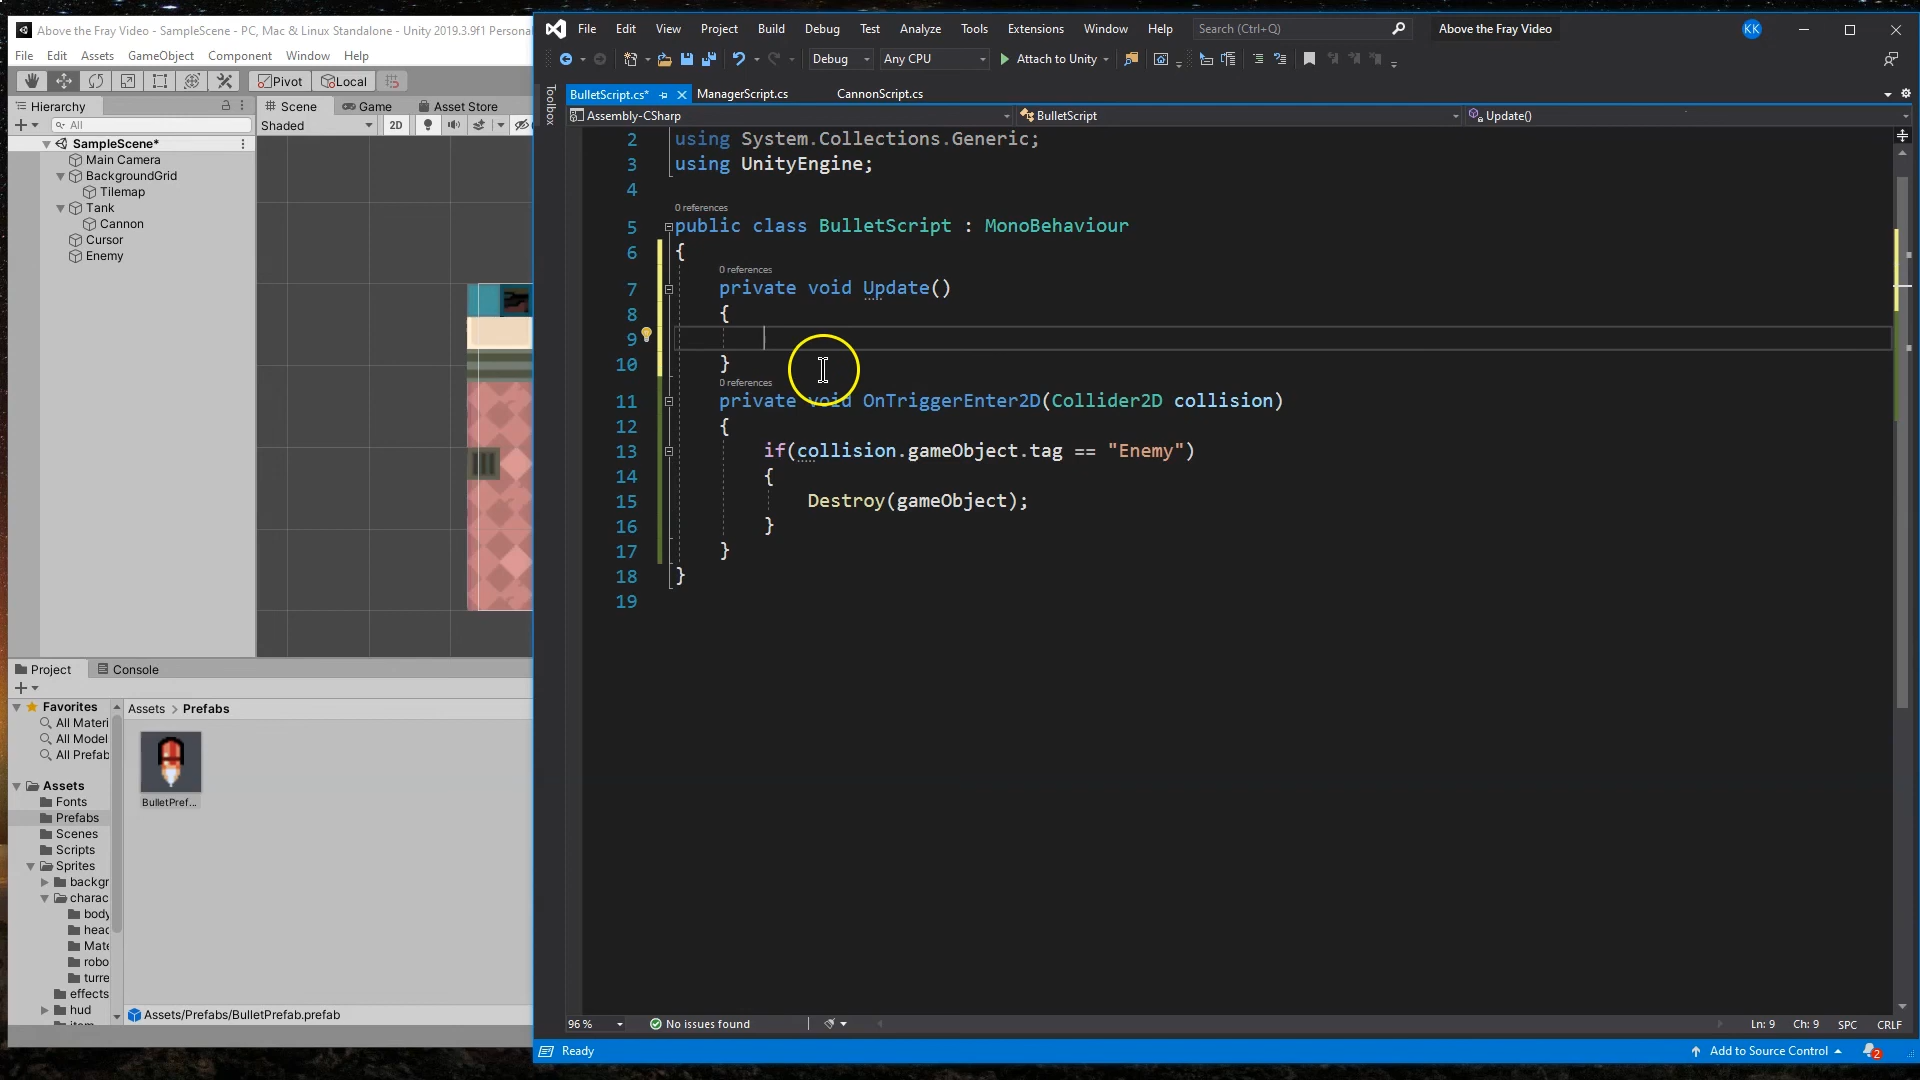 Above the Fray Video - SampleScene - PC, Mac & Linux Standalone - Unity 2019.3.9f1 Personal
File Edit Assets GameObject Component Window Help
Pivot Local
Hierarchy
All
SampleScene*
Main Camera
BackgroundGrid
Tilemap
Tank
Cannon
Cursor
Enemy
Scene Game Asset Store
Shaded 2D
Project Console
Favorites
All Materi
All Model
All Prefab
Assets
Fonts
Prefabs
Scenes
Scripts
Sprites
backgr
charac
body
head
Mate
robo
turre
effects
hud
Assets > Prefabs
BulletPref...
Assets/Prefabs/BulletPrefab.prefab
File Edit View Project Build Debug Test Analyze Tools Extensions Window Help
Search (Ctrl+Q)
Above the Fray Video
KK
Debug Any CPU Attach to Unity
Toolbox
BulletScript.cs* ManagerScript.cs CannonScript.cs
Assembly-CSharp BulletScript Update()
2 using System.Collections.Generic;
3 using UnityEngine;
4
0 references
5 public class BulletScript : MonoBehaviour
6 {
0 references
7 private void Update()
8 {
9
10 }
0 references
11 private void OnTriggerEnter2D(Collider2D collision)
12 {
13 if(collision.gameObject.tag == "Enemy")
14 {
15 Destroy(gameObject);
16 }
17 }
18 }
19
96 % No issues found Ln: 9 Ch: 9 SPC CRLF
Ready Add to Source Control 2